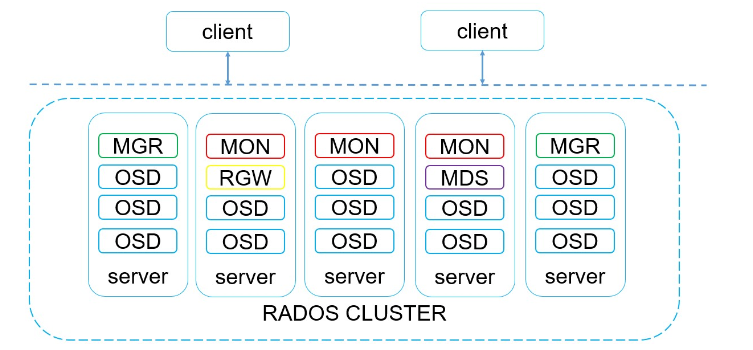 client client
MGR MON MON MON MGR
OSD RGW OSD MDS OSD
OSD OSD OSD OSD OSD
OSD OSD OSD OSD OSD
server server server server server
RADOS CLUSTER